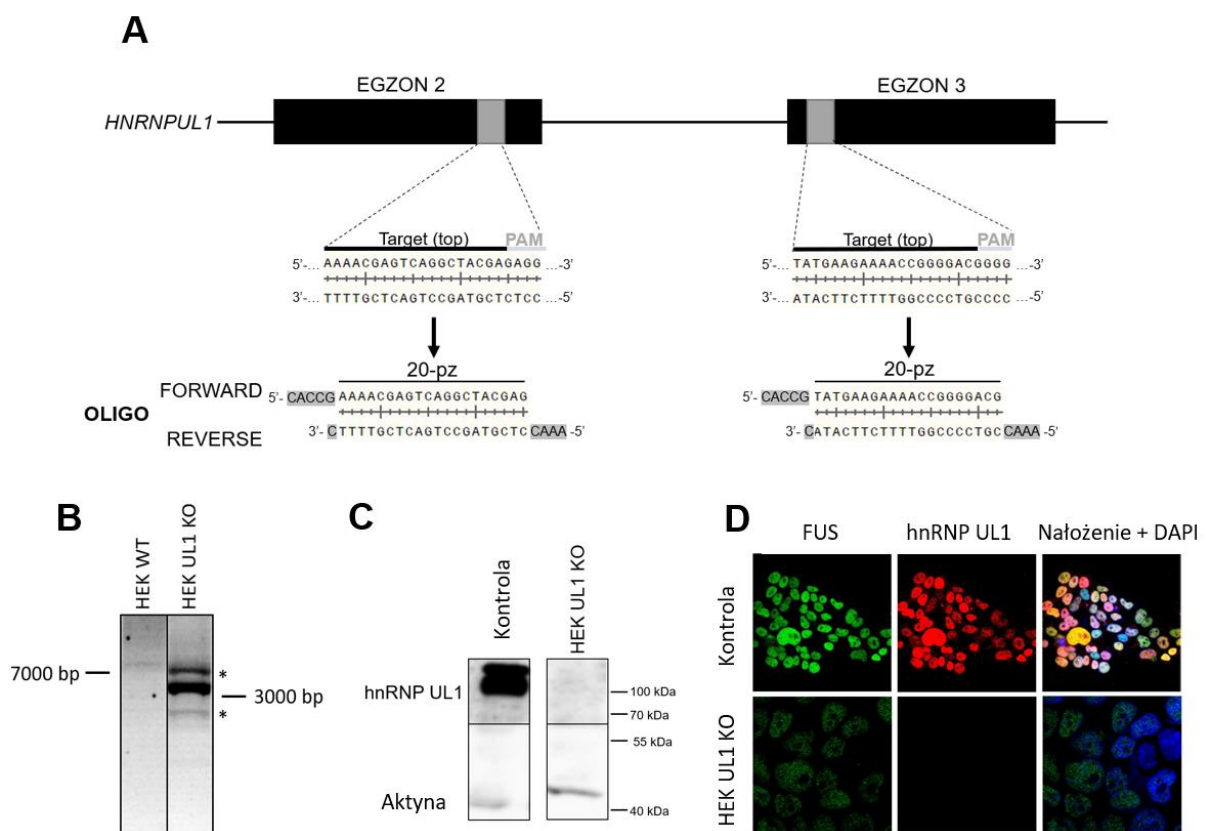 A
EGZON 2
EGZON 3
HNRNPUL1
Target (top) PAM
5'-... AAAACGAGTCAGGCTACGAGAGG ...-3'
3'-... TTTTGCTCAGTCCGATGCTCTCC ...-5'
Target (top) PAM
5'-... TATGAAGAAAACCGGGGACGGGG ...-3'
3'-... ATACTTCTTTTGGCCCCTGCCCC ...-5'
OLIGO
FORWARD
REVERSE
20-pz
5'- CACCG AAAACGAGTCAGGCTACGAG
3'- C TTTTGCTCAGTCCGATGCTC CAAA -5'
20-pz
5'- CACCG TATGAAGAAAACCGGGGACG
3'- C ATACTTCTTTTGGCCCCTGC CAAA -5'
B
HEK WT
HEK UL1 KO
7000 bp
*
3000 bp
*
C
Kontrola
HEK UL1 KO
hnRNP UL1
100 kDa
70 kDa
55 kDa
Aktyna
40 kDa
D
FUS
hnRNP UL1
Nałożenie + DAPI
Kontrola
HEK UL1 KO